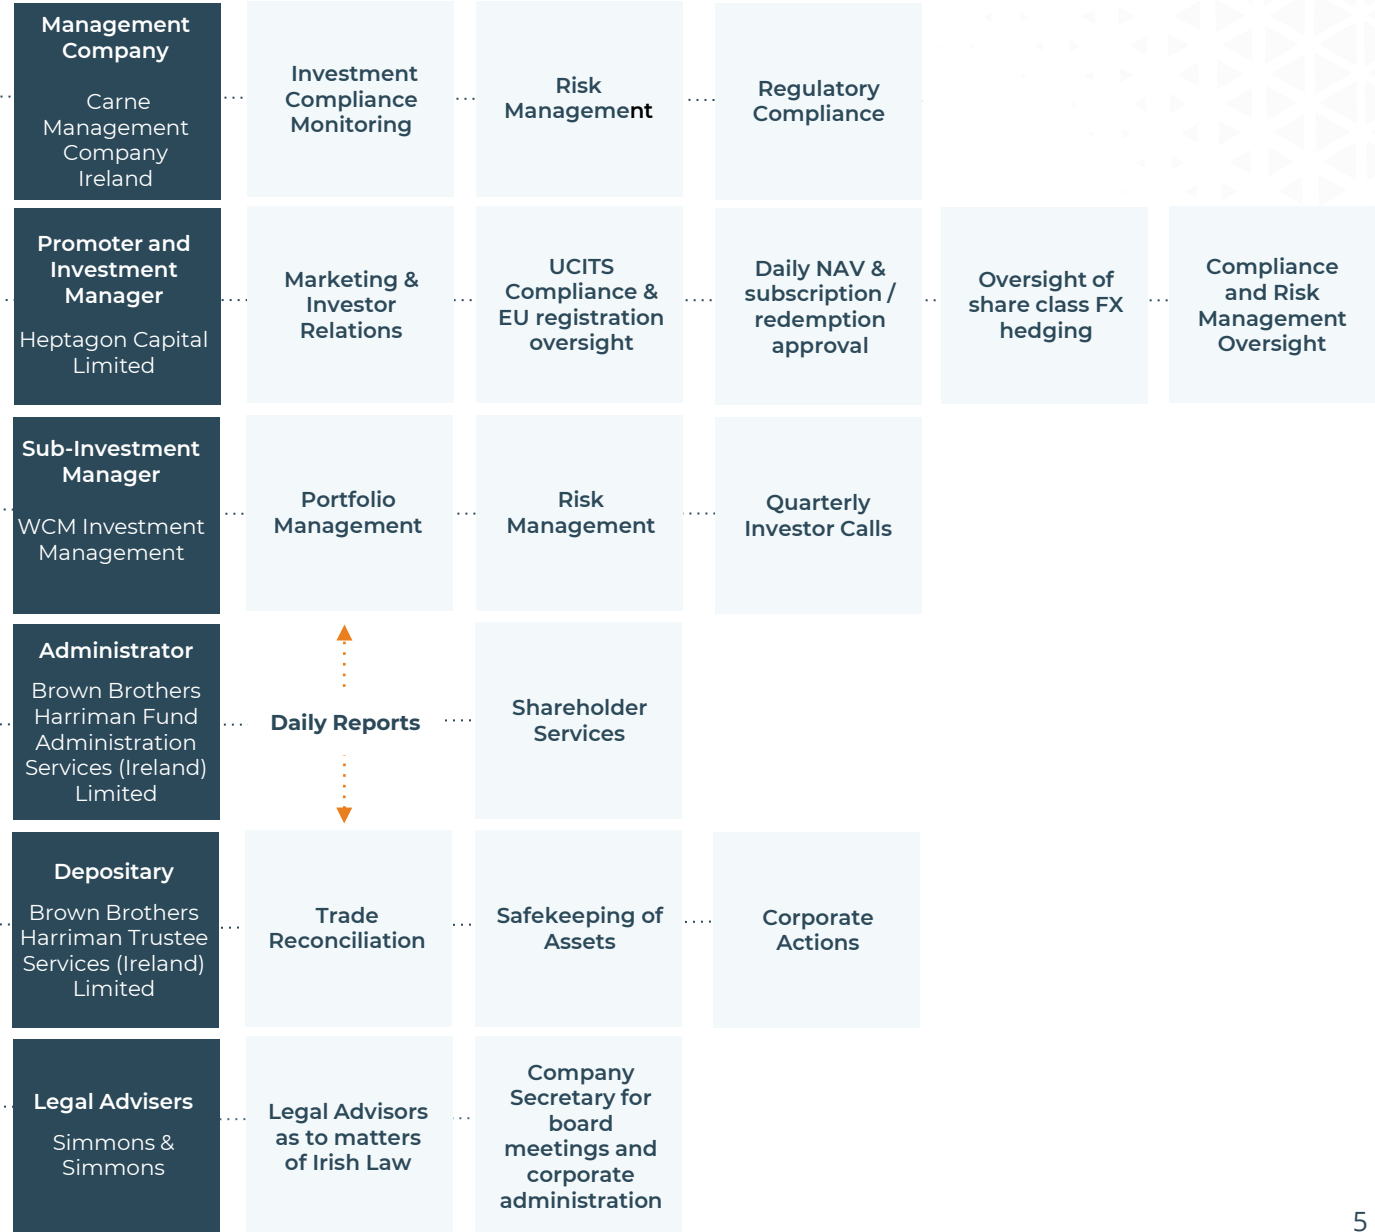 Management
Company
Carne
Management
Company
Ireland
Investment
Compliance
Monitoring
Risk
Management
Regulatory
Compliance
Promoter and
Investment
Manager
Heptagon Capital
Limited
Marketing &
Investor
Relations
UCITS
Compliance &
EU registration
oversight
Daily NAV &
subscription /
redemption
approval
Oversight of
share class FX
hedging
Compliance
and Risk
Management
Oversight
Sub-Investment
Manager
WCM Investment
Management
Portfolio
Management
Risk
Management
Quarterly
Investor Calls
Administrator
Brown Brothers
Harriman Fund
Administration
Services (Ireland)
Limited
Daily Reports
Shareholder
Services
Depositary
Brown Brothers
Harriman Trustee
Services (Ireland)
Limited
Trade
Reconciliation
Safekeeping of
Assets
Corporate
Actions
Legal Advisers
Simmons &
Simmons
Legal Advisors
as to matters
of Irish Law
Company
Secretary for
board
meetings and
corporate
administration
5